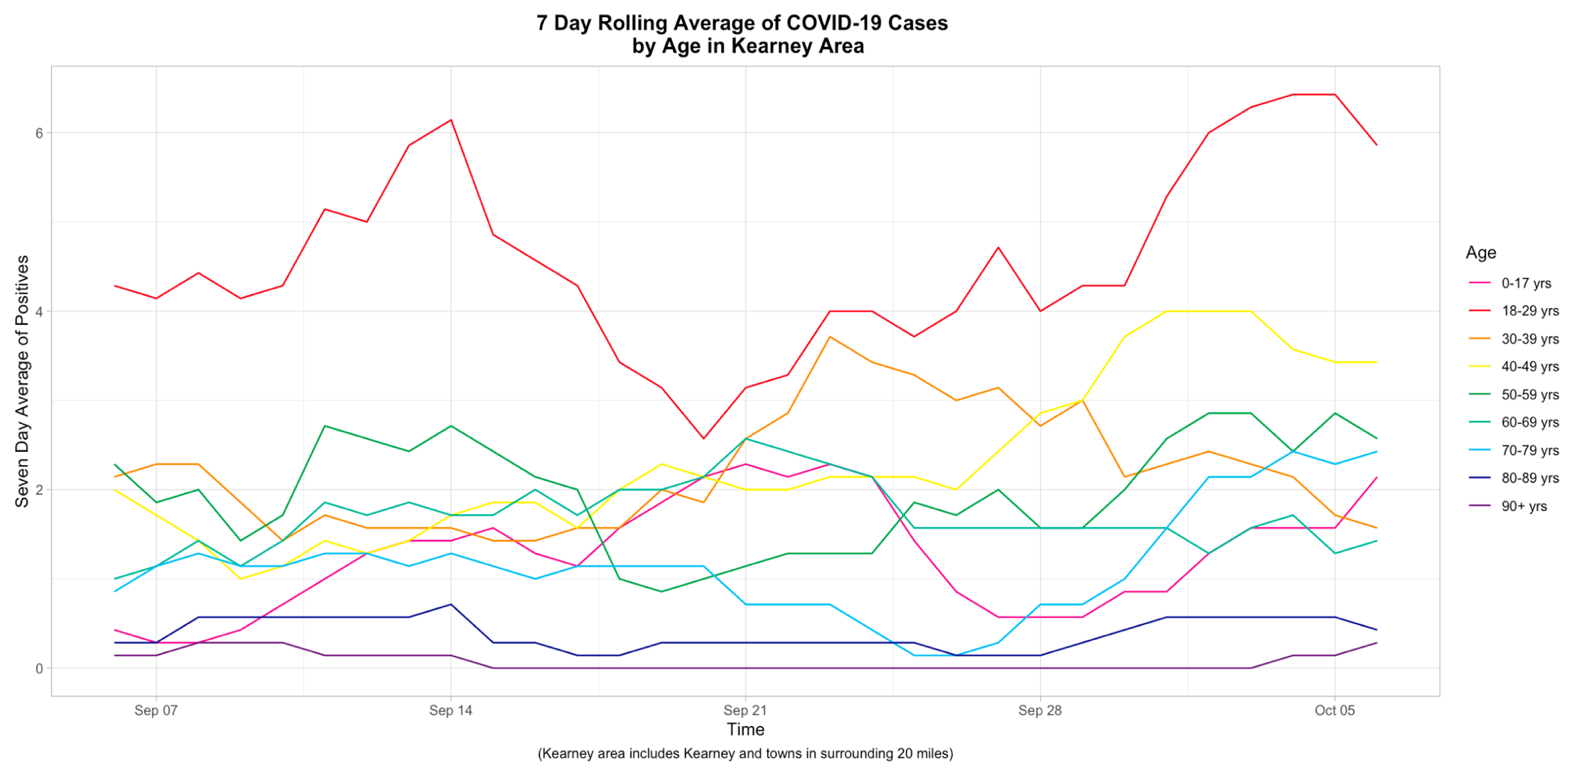 7 Day Rolling Average of COVID-19 Cases
by Age in Kearney Area
Seven Day Average of Positives
6
4
2
0
Sep 07
Sep 14
Sep 21
Sep 28
Oct 05
Time
(Kearney area includes Kearney and towns in surrounding 20 miles)
Age
0-17 yrs
18-29 yrs
30-39 yrs
40-49 yrs
50-59 yrs
60-69 yrs
70-79 yrs
80-89 yrs
90+ yrs